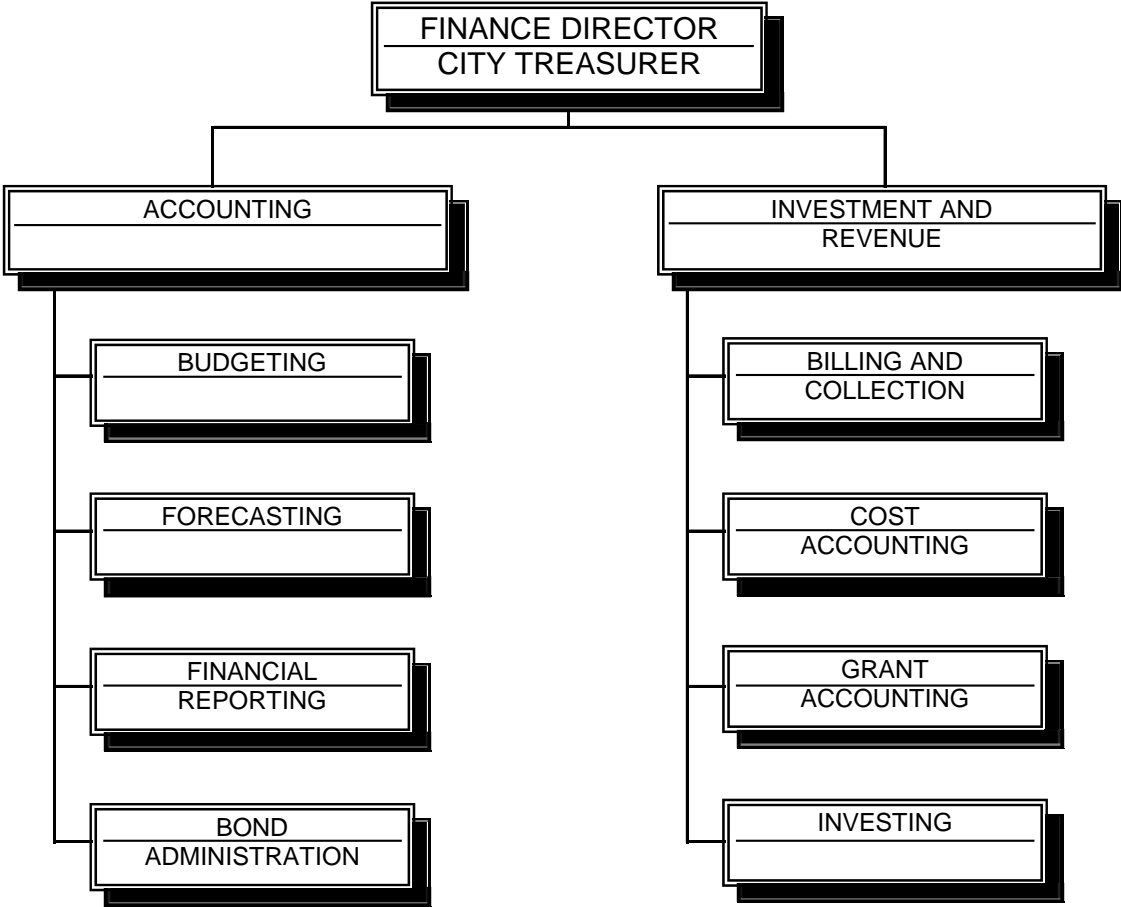 FINANCE DIRECTOR
CITY TREASURER
ACCOUNTING
INVESTMENT AND
REVENUE
BUDGETING
FORECASTING
FINANCIAL
REPORTING
BOND
ADMINISTRATION
BILLING AND
COLLECTION
COST
ACCOUNTING
GRANT
ACCOUNTING
INVESTING